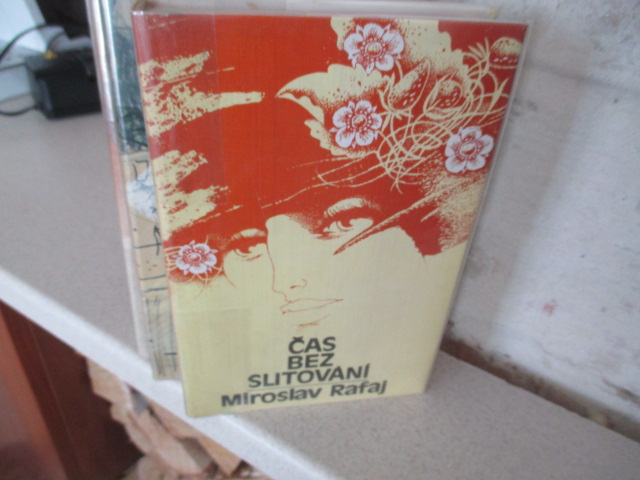 ČAS
BEZ
SLITOVÁNÍ
Miroslav Rafaj